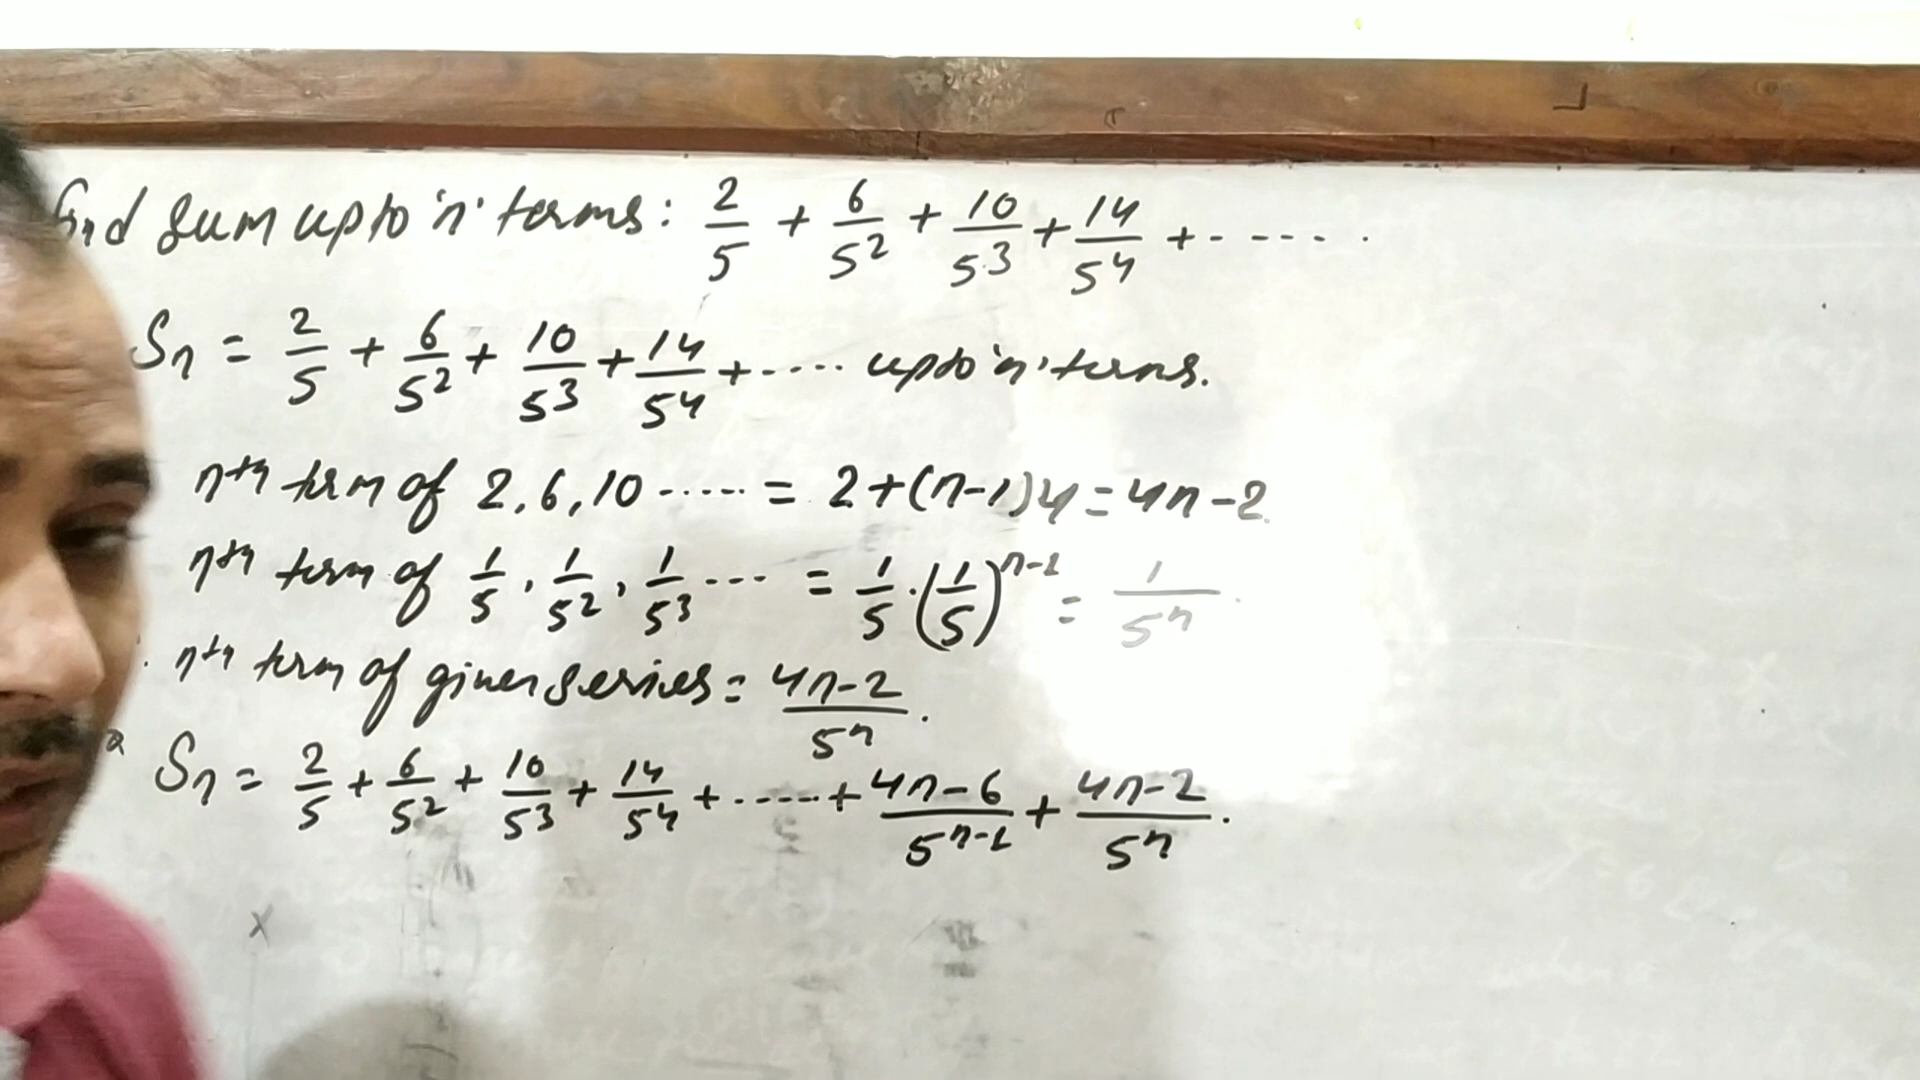 find sum upto 'n' terms: 2/5 + 6/5² + 10/5³ + 14/5⁴ + ------.
Sn = 2/5 + 6/5² + 10/5³ + 14/5⁴ + ..... upto 'n' terms.
nth term of 2, 6, 10 ..... = 2+(n-1)4 = 4n-2.
nth term of 1/5, 1/5², 1/5³ ... = 1/5 · (1/5)ⁿ⁻¹ = 1/5ⁿ.
nth term of given series = (4n-2)/5ⁿ.
Sn = 2/5 + 6/5² + 10/5³ + 14/5⁴ + ..... + (4n-6)/5ⁿ⁻¹ + (4n-2)/5ⁿ.
x